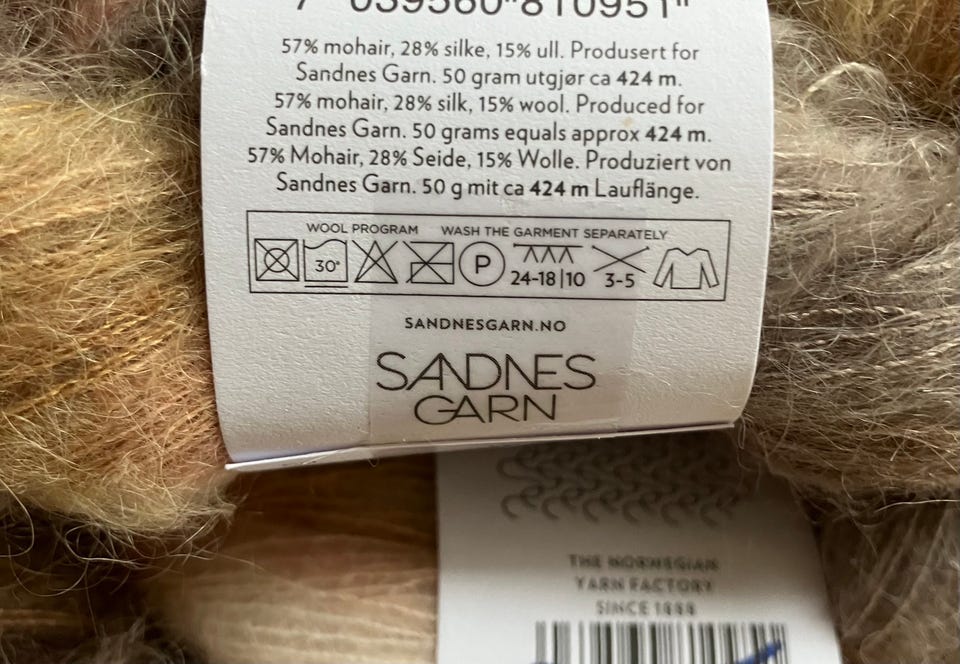 7 039560"810951"
57% mohair, 28% silke, 15% ull. Produsert for
Sandnes Garn. 50 gram utgjør ca 424 m.
57% mohair, 28% silk, 15% wool. Produced for
Sandnes Garn. 50 grams equals approx 424 m.
57% Mohair, 28% Seide, 15% Wolle. Produziert von
Sandnes Garn. 50 g mit ca 424 m Lauflänge.
WOOL PROGRAM WASH THE GARMENT SEPARATELY
30° P 24-18|10 3-5
SANDNESGARN.NO
SANDNES
GARN
THE NORWEGIAN
YARN FACTORY
SINCE 1888